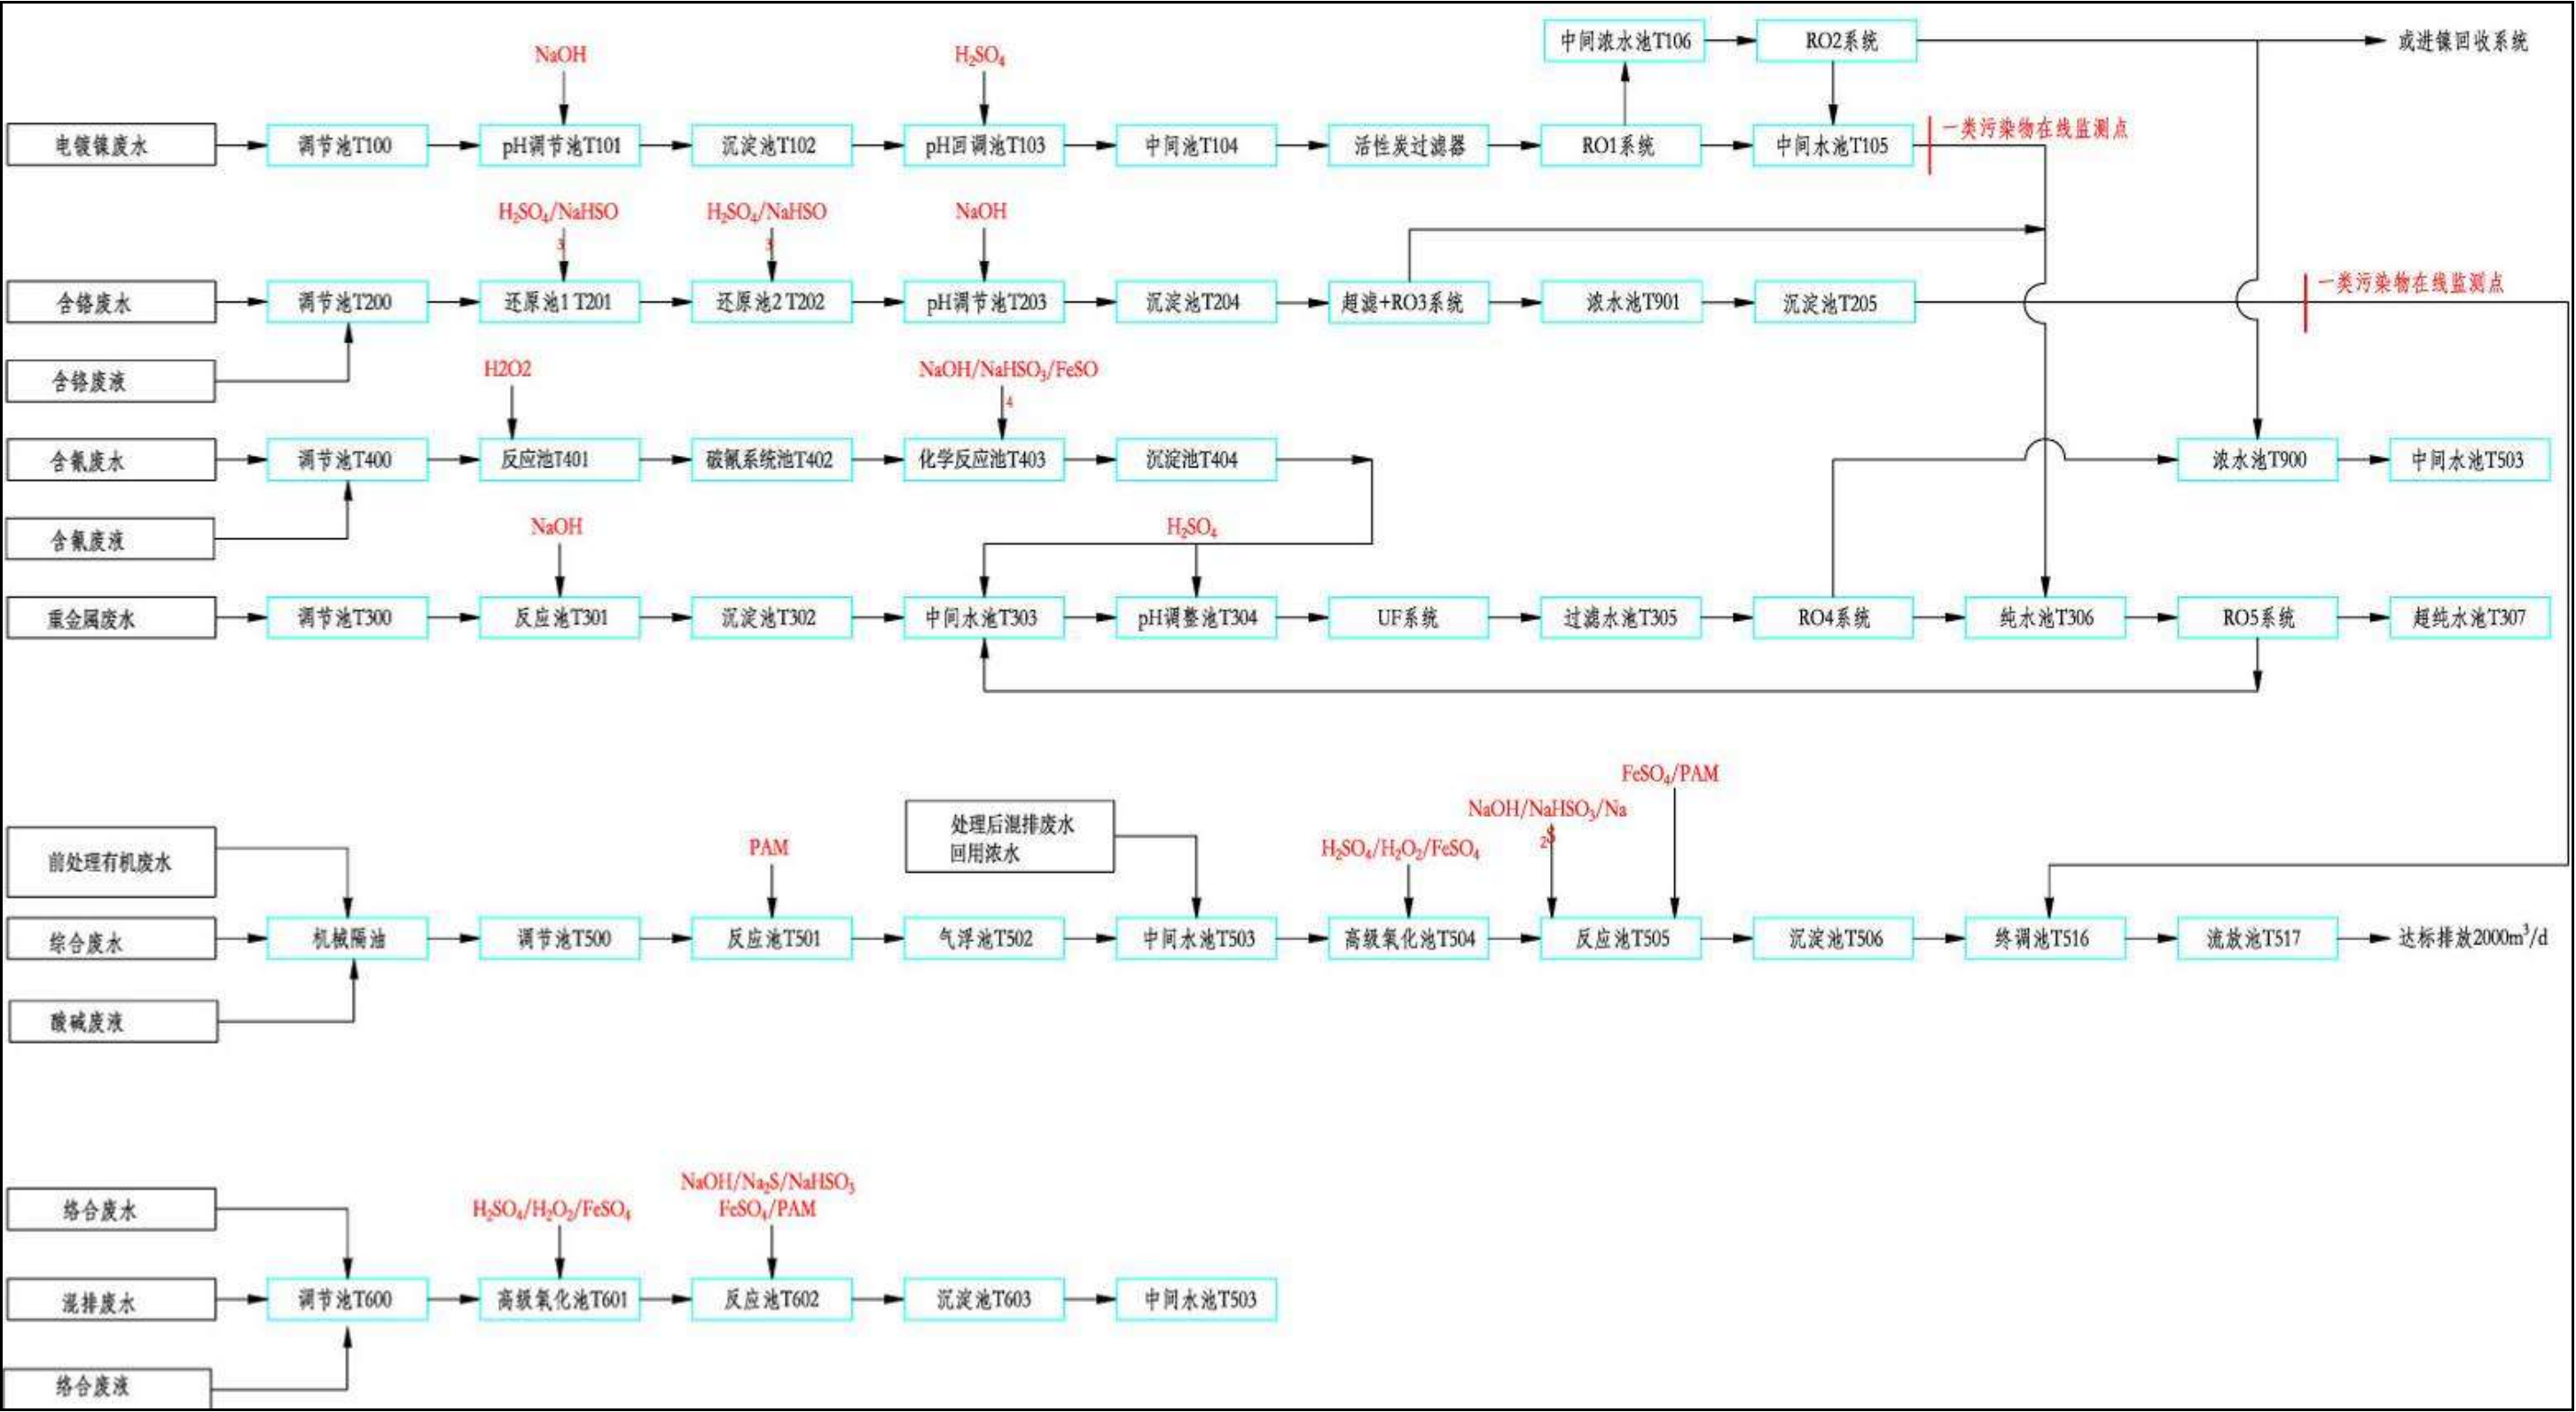 中间浓水池T106
RO2系统
或进镍回收系统
NaOH
H₂SO₄
电镀镍废水
调节池T100
pH调节池T101
沉淀池T102
pH回调池T103
中间池T104
活性炭过滤器
RO1系统
中间水池T105
一类污染物在线监测点
H₂SO₄/NaHSO
3
H₂SO₄/NaHSO
3
NaOH
含铬废水
调节池T200
还原池1 T201
还原池2 T202
pH调节池T203
沉淀池T204
超滤+RO3系统
浓水池T901
沉淀池T205
一类污染物在线监测点
含铬废液
H2O2
NaOH/NaHSO₃/FeSO
4
含氰废水
调节池T400
反应池T401
破氰系统池T402
化学反应池T403
沉淀池T404
浓水池T900
中间水池T503
含氰废液
NaOH
H₂SO₄
重金属废水
调节池T300
反应池T301
沉淀池T302
中间水池T303
pH调整池T304
UF系统
过滤水池T305
RO4系统
纯水池T306
RO5系统
超纯水池T307
FeSO₄/PAM
NaOH/NaHSO₃/Na
₂S
前处理有机废水
PAM
处理后混排废水
回用浓水
H₂SO₄/H₂O₂/FeSO₄
综合废水
机械隔油
调节池T500
反应池T501
气浮池T502
中间水池T503
高级氧化池T504
反应池T505
沉淀池T506
终调池T516
流放池T517
达标排放2000m³/d
酸碱废液
络合废水
H₂SO₄/H₂O₂/FeSO₄
NaOH/Na₂S/NaHSO₃
FeSO₄/PAM
混排废水
调节池T600
高级氧化池T601
反应池T602
沉淀池T603
中间水池T503
络合废液